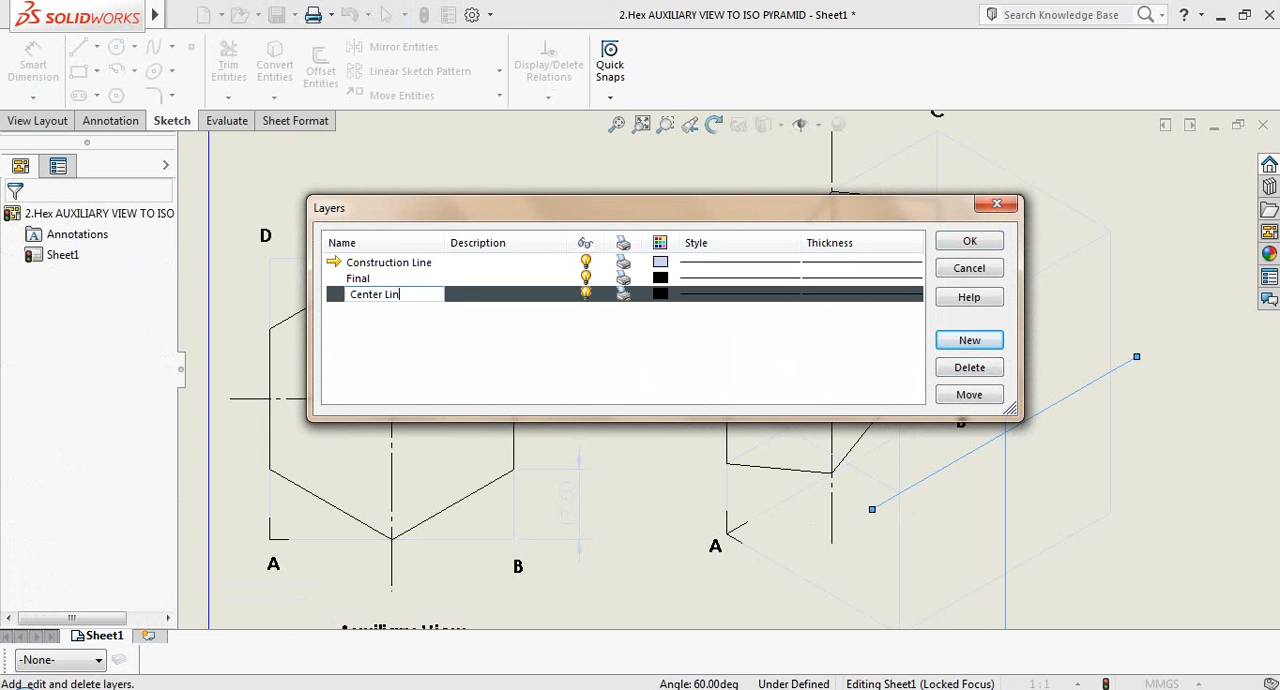 SOLIDWORKS
2.Hex AUXILIARY VIEW TO ISO PYRAMID - Sheet1 *
Search Knowledge Base
?
Smart Dimension
Trim Entities
Convert Entities
Offset Entities
Mirror Entities
Linear Sketch Pattern
Move Entities
Display/Delete Relations
Quick Snaps
View Layout
Annotation
Sketch
Evaluate
Sheet Format
2.Hex AUXILIARY VIEW TO ISO
Annotations
Sheet1
C
D
Layers
Name
Description
Style
Thickness
Construction Line
Final
Center Lin
OK
Cancel
Help
New
Delete
Move
A
B
A
Sheet1
-None-
Add, edit and delete layers.
Angle: 60.00deg
Under Defined
Editing Sheet1 (Locked Focus)
1 : 1
MMGS